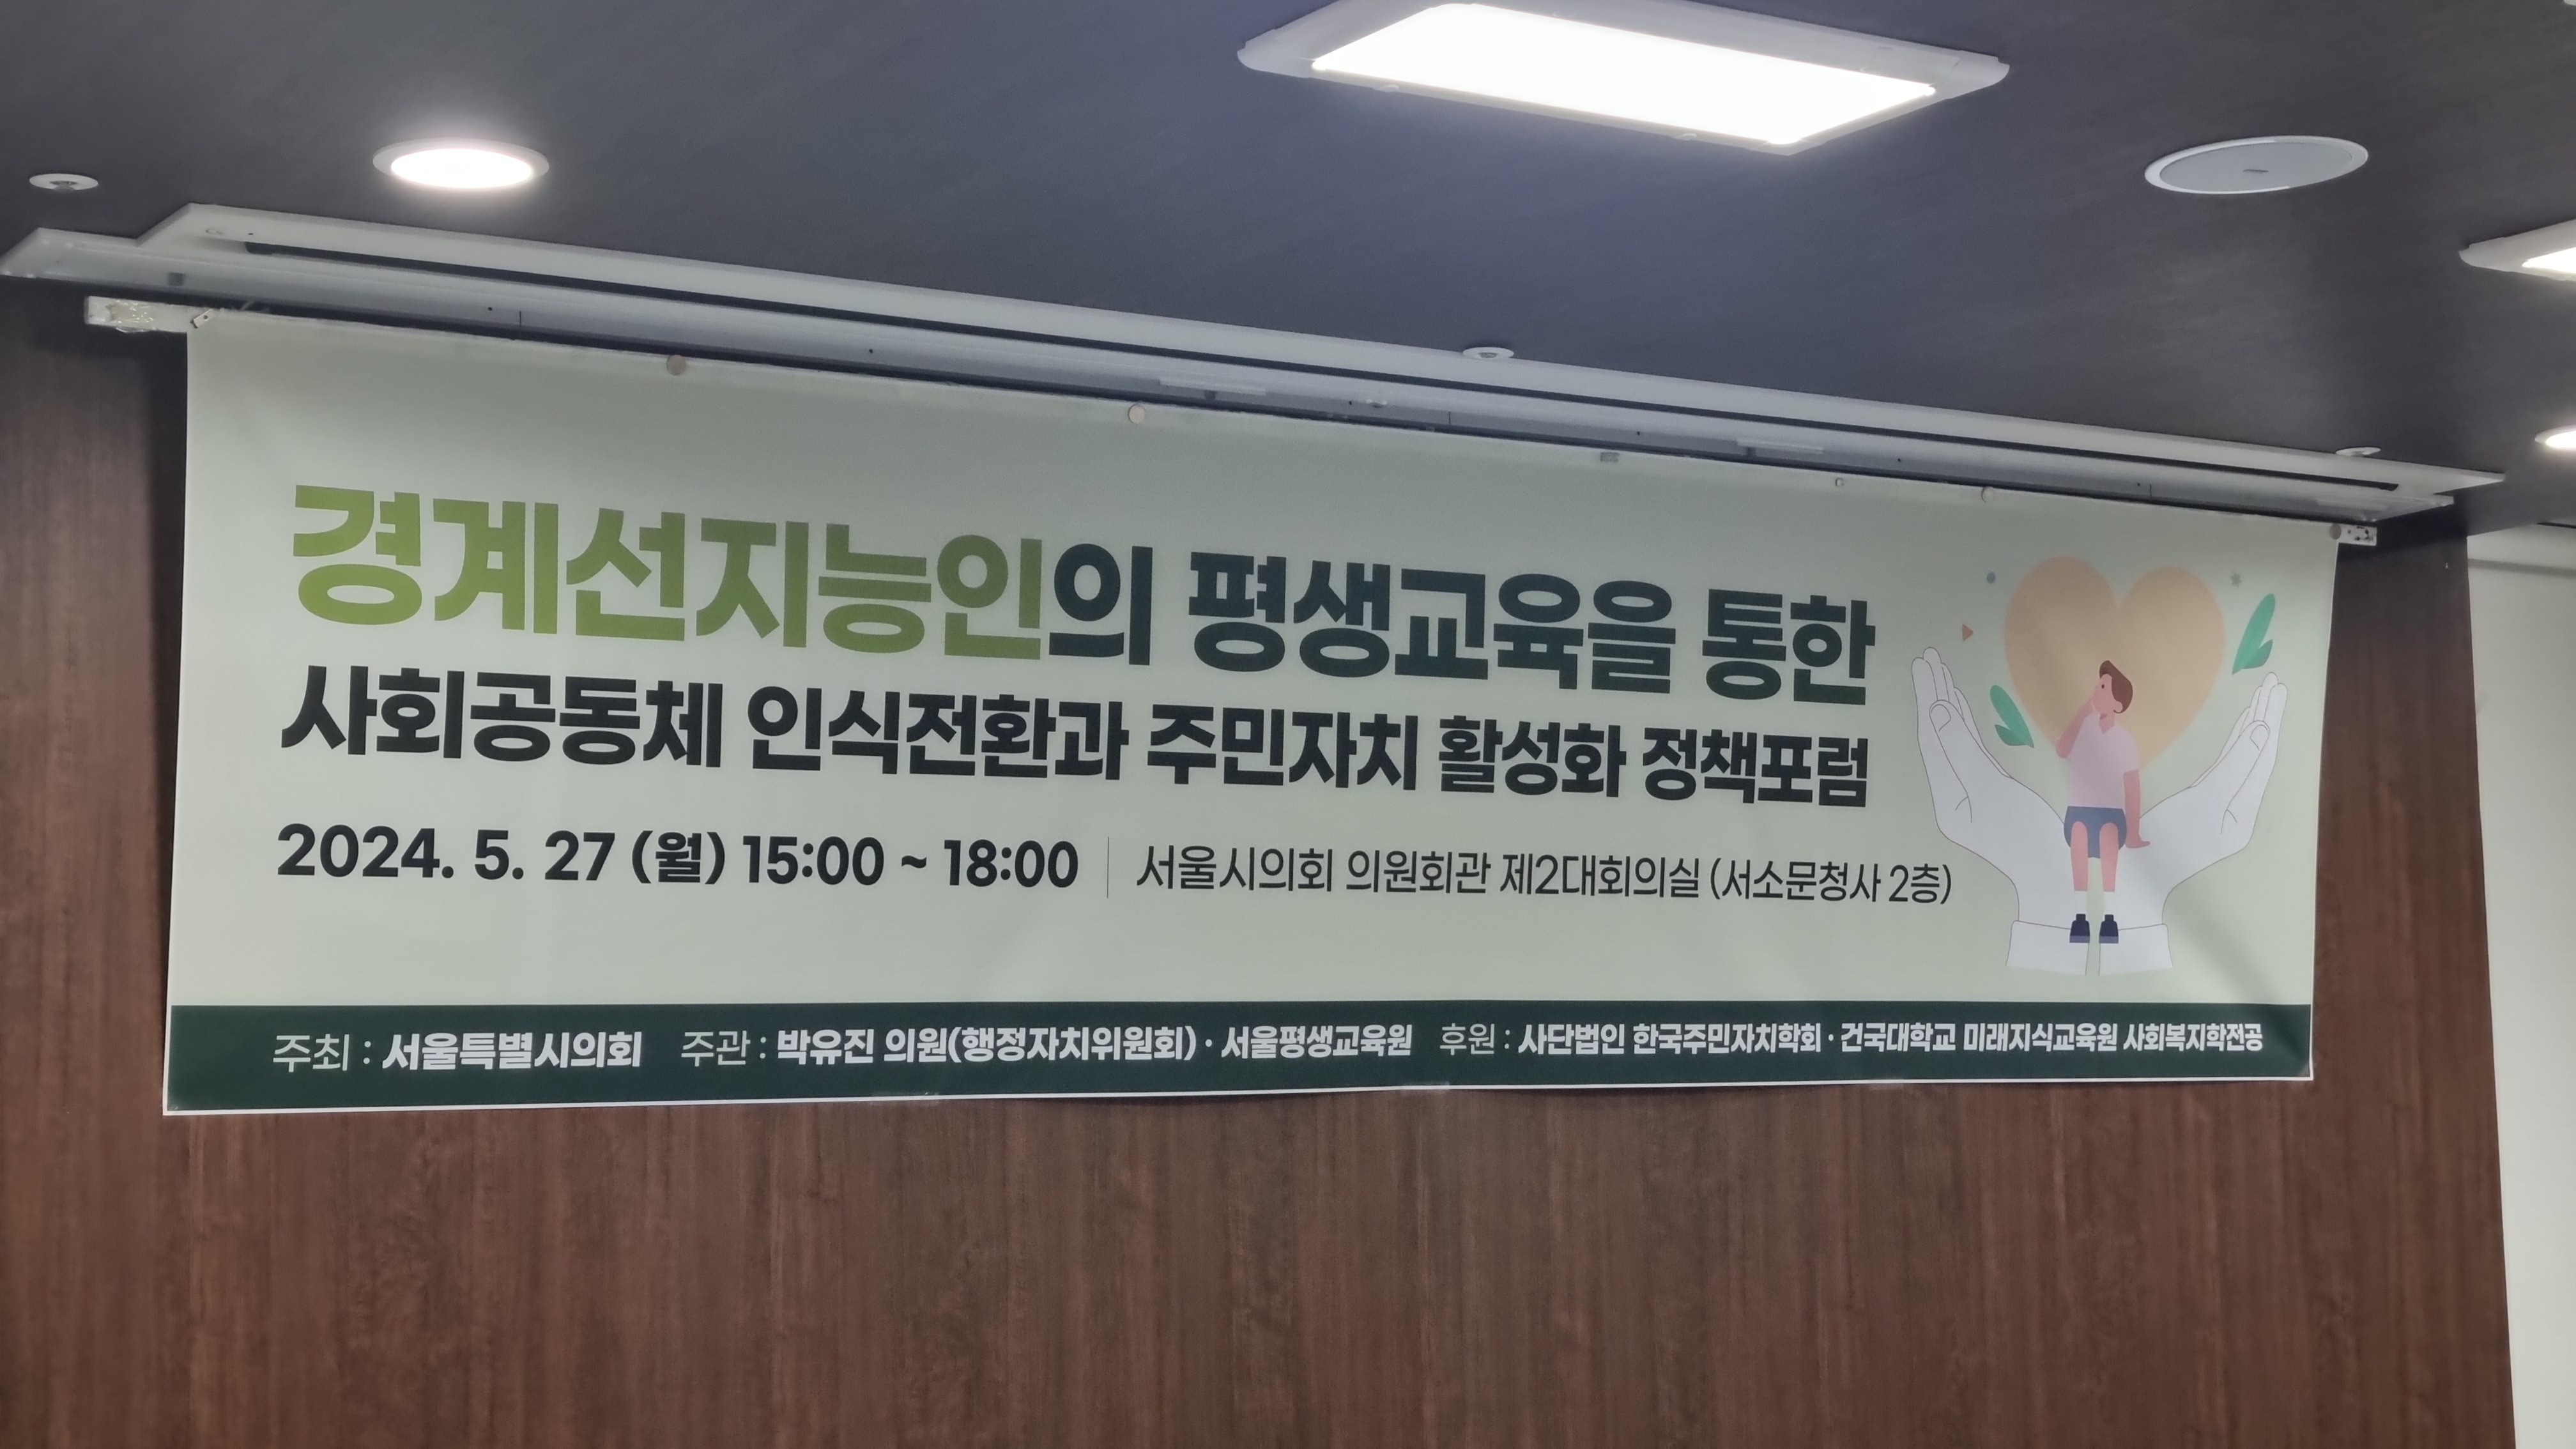 경계선지능인의 평생교육을 통한
사회공동체 인식전환과 주민자치 활성화 정책포럼
2024. 5. 27 (월) 15:00 ~ 18:00 서울시의회 의원회관 제2대회의실 (서소문청사 2층)
주최 : 서울특별시의회 주관 : 박유진 의원(행정자치위원회) · 서울평생교육원 후원 : 사단법인 한국주민자치학회 · 건국대학교 미래지식교육원 사회복지학전공